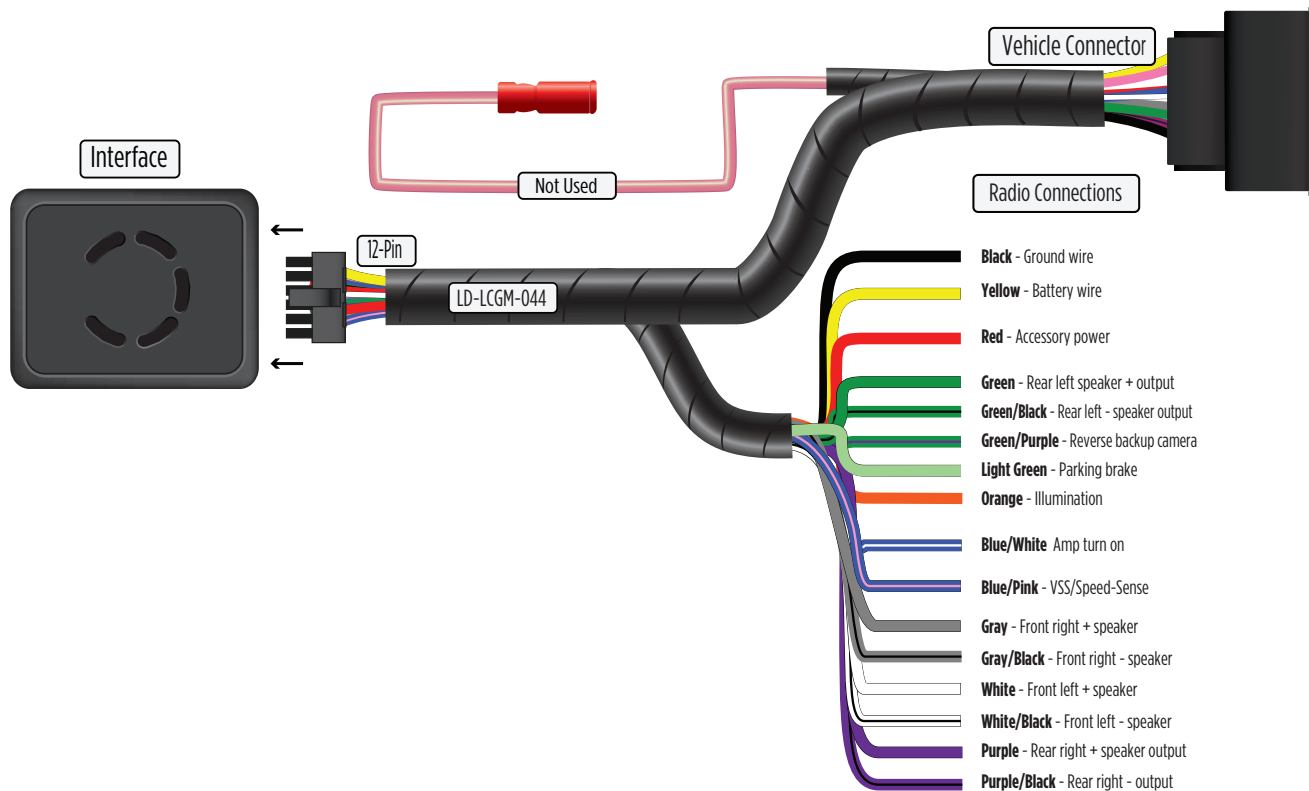 Vehicle Connector
Interface
Not Used
Radio Connections
12-Pin
LD-LCGM-044
Black - Ground wire
Yellow - Battery wire
Red - Accessory power
Green - Rear left speaker + output
Green/Black - Rear left - speaker output
Green/Purple - Reverse backup camera
Light Green - Parking brake
Orange - Illumination
Blue/White Amp turn on
Blue/Pink - VSS/Speed-Sense
Gray - Front right + speaker
Gray/Black - Front right - speaker
White - Front left + speaker
White/Black - Front left - speaker
Purple - Rear right + speaker output
Purple/Black - Rear right - output